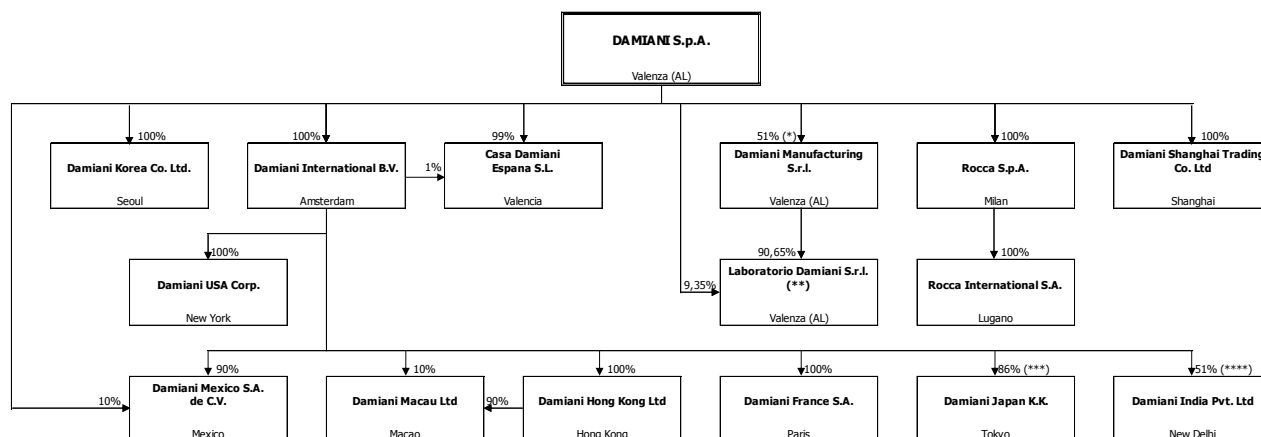 DAMIANI S.p.A.
Valenza (AL)
100%
100%
99%
51% (*)
100%
100%
Damiani Korea Co. Ltd.
Seoul
Damiani International B.V.
Amsterdam
1%
Casa Damiani
Espana S.L.
Valencia
Damiani Manufacturing
S.r.l.
Valenza (AL)
Rocca S.p.A.
Milan
Damiani Shanghai Trading
Co. Ltd
Shanghai
100%
90,65%
100%
Damiani USA Corp.
New York
9,35%
Laboratorio Damiani S.r.l.
(**)
Valenza (AL)
Rocca International S.A.
Lugano
90%
10%
100%
100%
86% (***)
51% (****)
10%
Damiani Mexico S.A.
de C.V.
Mexico
Damiani Macau Ltd
Macao
90%
Damiani Hong Kong Ltd
Hong Kong
Damiani France S.A.
Paris
Damiani Japan K.K.
Tokyo
Damiani India Pvt. Ltd
New Delhi